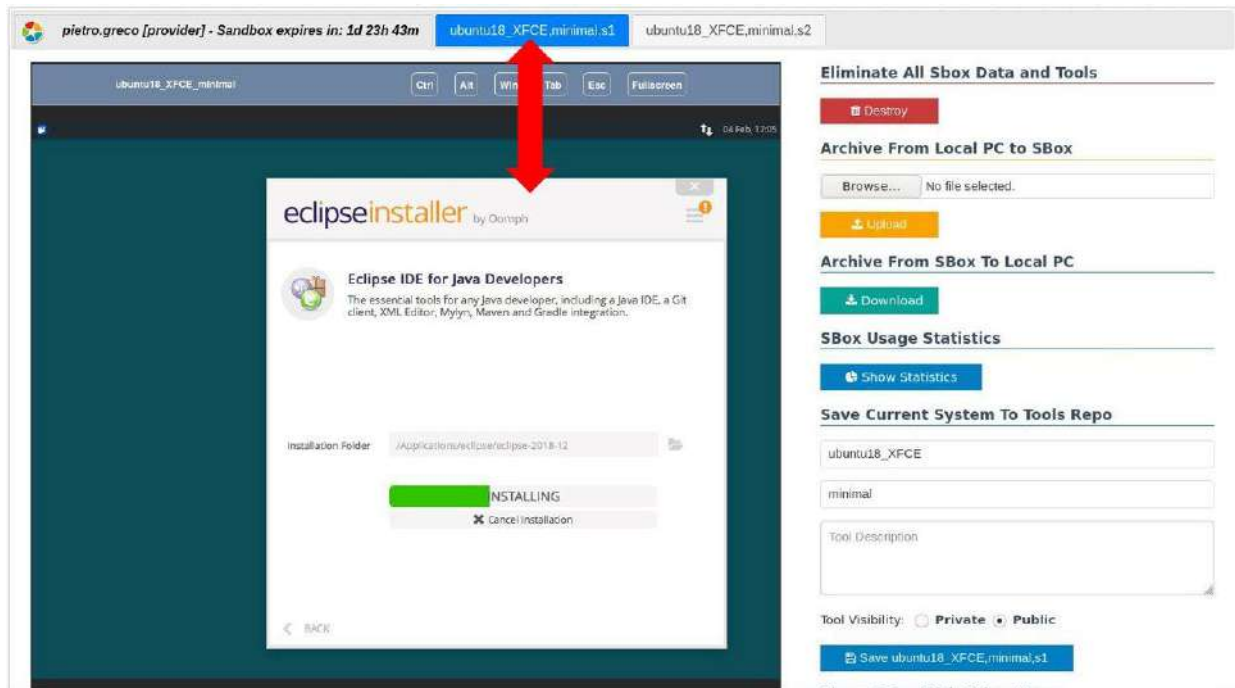 pietro.greco [provider] - Sandbox expires in: 1d 23h 43m
ubuntu18_XFCE,minimal,s1
ubuntu18_XFCE,minimal,s2
ubuntu18_XFCE_minimal
Ctrl
Alt
Win
Tab
Esc
Fullscreen
04 Feb, 12:05
eclipseinstaller by Oomph
Eclipse IDE for Java Developers
The essential tools for any Java developer, including a Java IDE, a Git
client, XML Editor, Mylyn, Maven and Gradle integration.
Installation Folder
/Applications/eclipse/eclipse-2018-12
INSTALLING
Cancel Installation
BACK
Eliminate All Sbox Data and Tools
Destroy
Archive From Local PC to SBox
Browse... No file selected.
Upload
Archive From SBox To Local PC
Download
SBox Usage Statistics
Show Statistics
Save Current System To Tools Repo
ubuntu18_XFCE
minimal
Tool Description
Tool Visibility: Private Public
Save ubuntu18_XFCE,minimal,s1